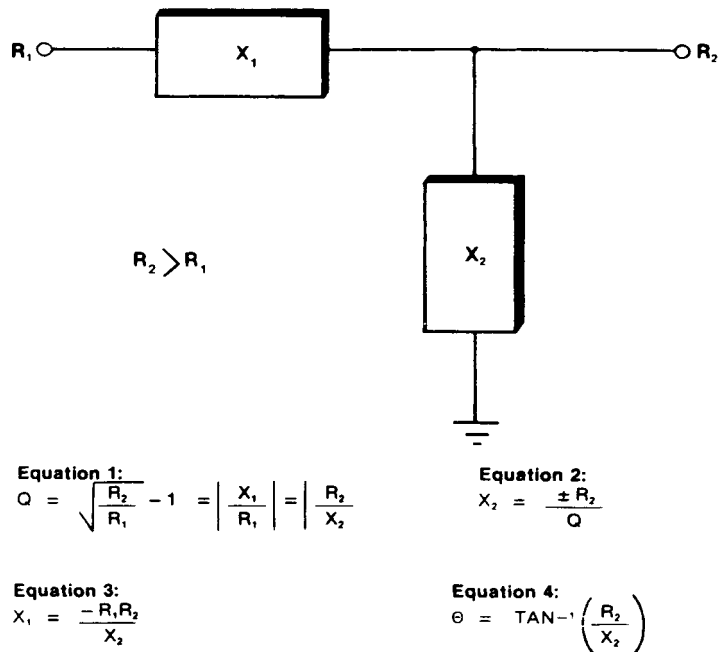 R₁ X₁ R₂
X₂
R₂ > R₁
Equation 1:
Q = √(R₂/R₁) - 1 = | X₁/R₁ | = | R₂/X₂
Equation 2:
X₂ = ± R₂/Q
Equation 3:
X₁ = -R₁R₂/X₂
Equation 4:
Θ = TAN⁻¹ (R₂/X₂)